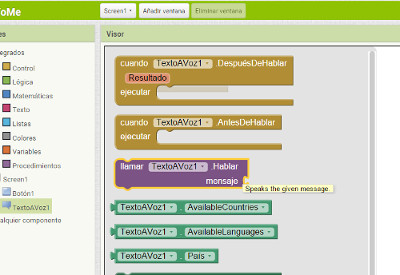 oMe
Screen1
Añadir ventana
Eliminar ventana
es
Visor
egrados
Control
Lógica
Matemáticas
Texto
Listas
Colores
Variables
Procedimientos
Screen1
Botón1
TextoAVoz1
alquier componente
cuando TextoAVoz1 .DespuésDeHablar
Resultado
ejecutar
cuando TextoAVoz1 .AntesDeHablar
ejecutar
llamar TextoAVoz1 .Hablar
mensaje
Speaks the given message.
TextoAVoz1 . AvailableCountries
TextoAVoz1 . AvailableLanguages
TextoAVoz1 . País